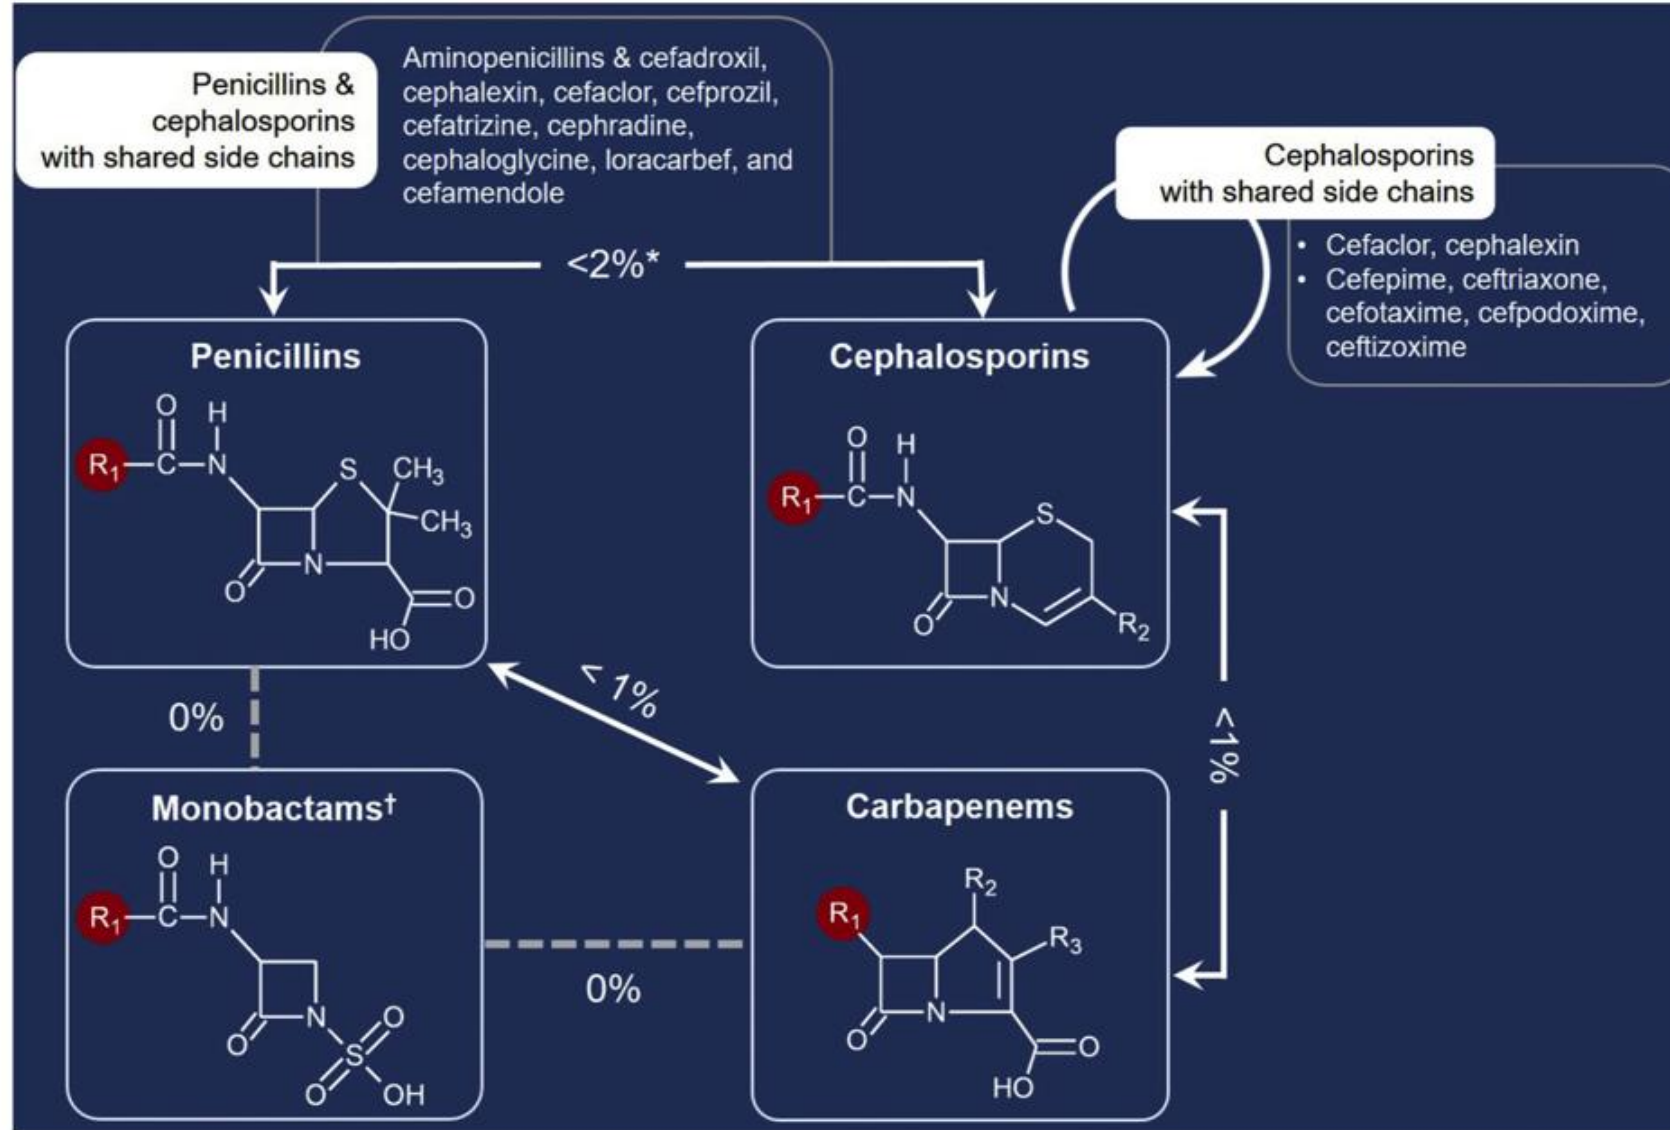 Penicillins &
cephalosporins
with shared side chains
Aminopenicillins & cefadroxil,
cephalexin, cefaclor, cefprozil,
cefatrizine, cephradine,
cephaloglycine, loracarbef, and
cefamendole
Cephalosporins
with shared side chains
• Cefaclor, cephalexin
• Cefepime, ceftriaxone,
cefotaxime, cefpodoxime,
ceftizoxime
<2%*
Penicillins
O H
R₁ C N S CH₃
CH₃
O N
O
HO
Cephalosporins
O H
R₁ C N S
O N R₂
< 1%
0%
<1%
Monobactams†
O H
R₁ C N
O N O
S
O OH
0%
Carbapenems
R₂
R₁ R₃
O N
O
HO